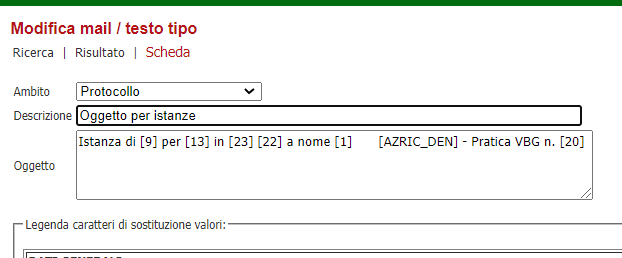 Modifica mail / testo tipo
Ricerca | Risultato | Scheda
Ambito Protocollo
Descrizione Oggetto per istanze
Oggetto Istanza di [9] per [13] in [23] [22] a nome [1] [AZRIC_DEN] - Pratica VBG n. [20]
Legenda caratteri di sostituzione valori: